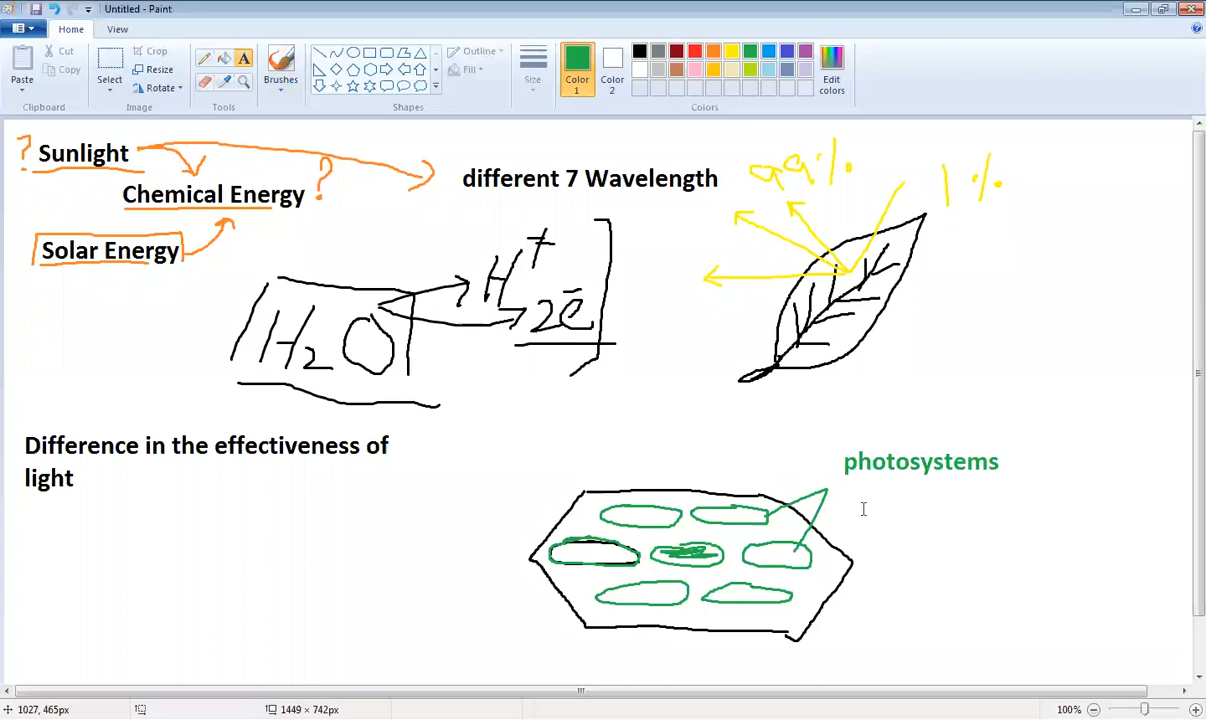 Untitled - Paint
Home
View
Paste
Cut
Copy
Clipboard
Select
Crop
Resize
Rotate
Image
Tools
Brushes
Shapes
Outline
Fill
Size
Color 1
Color 2
Edit colors
Colors
? Sunlight
Chemical Energy ?
Solar Energy
different 7 Wavelength
99%
1%
H2O
H+
2e-
Difference in the effectiveness of
light
photosystems
1027, 465px
1449 × 742px
100%